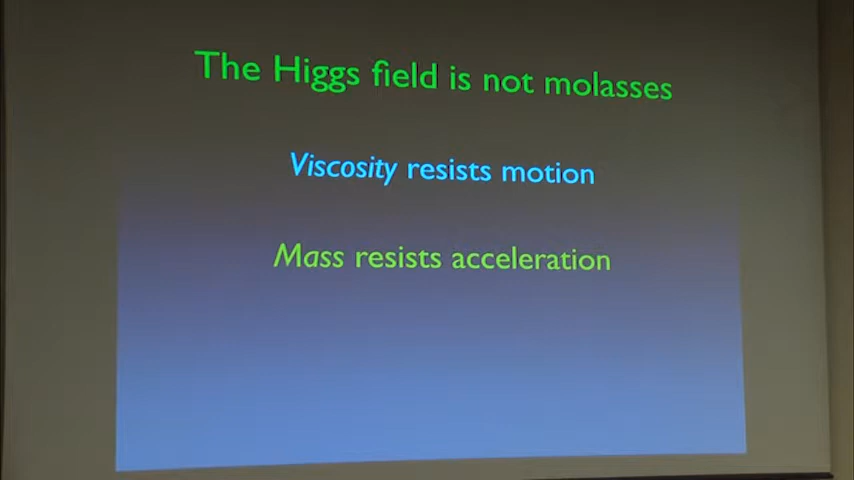 The Higgs field is not molasses
Viscosity resists motion
Mass resists acceleration